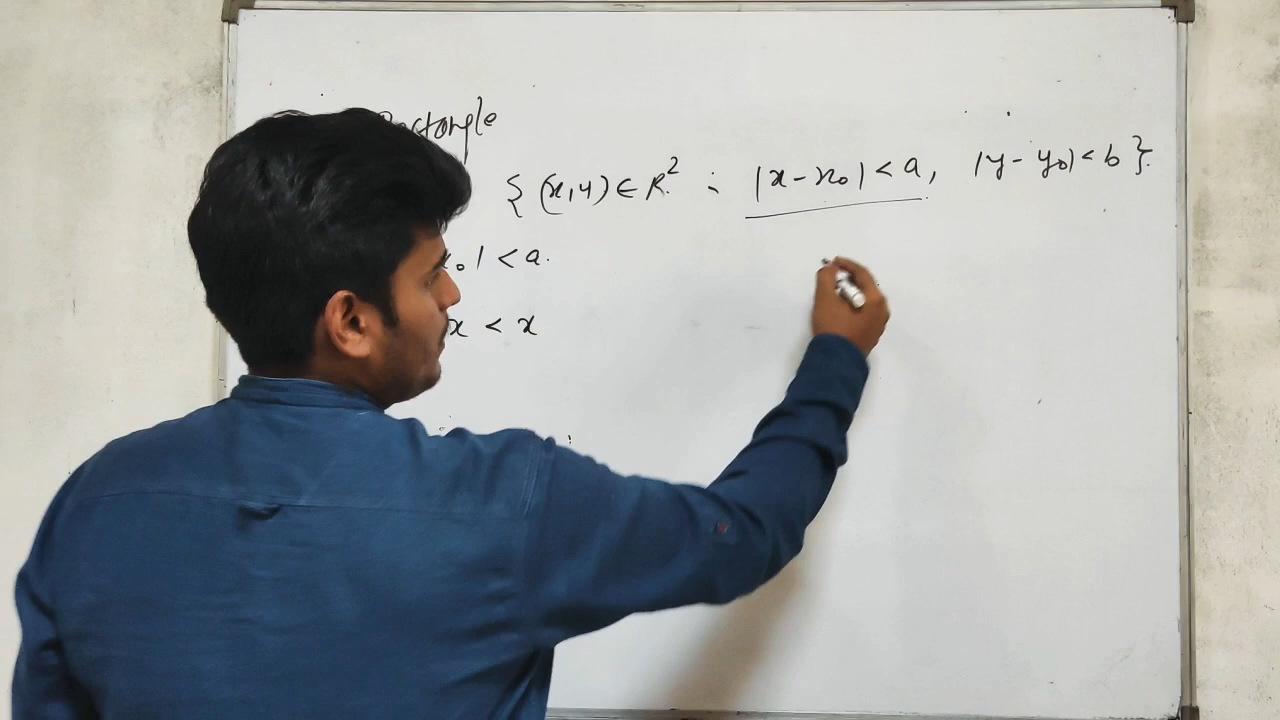 Rectangle
{(x,y) ∈ R² : |x - x₀| < a, |y - y₀| < b}.
x₀| < a.
x < x